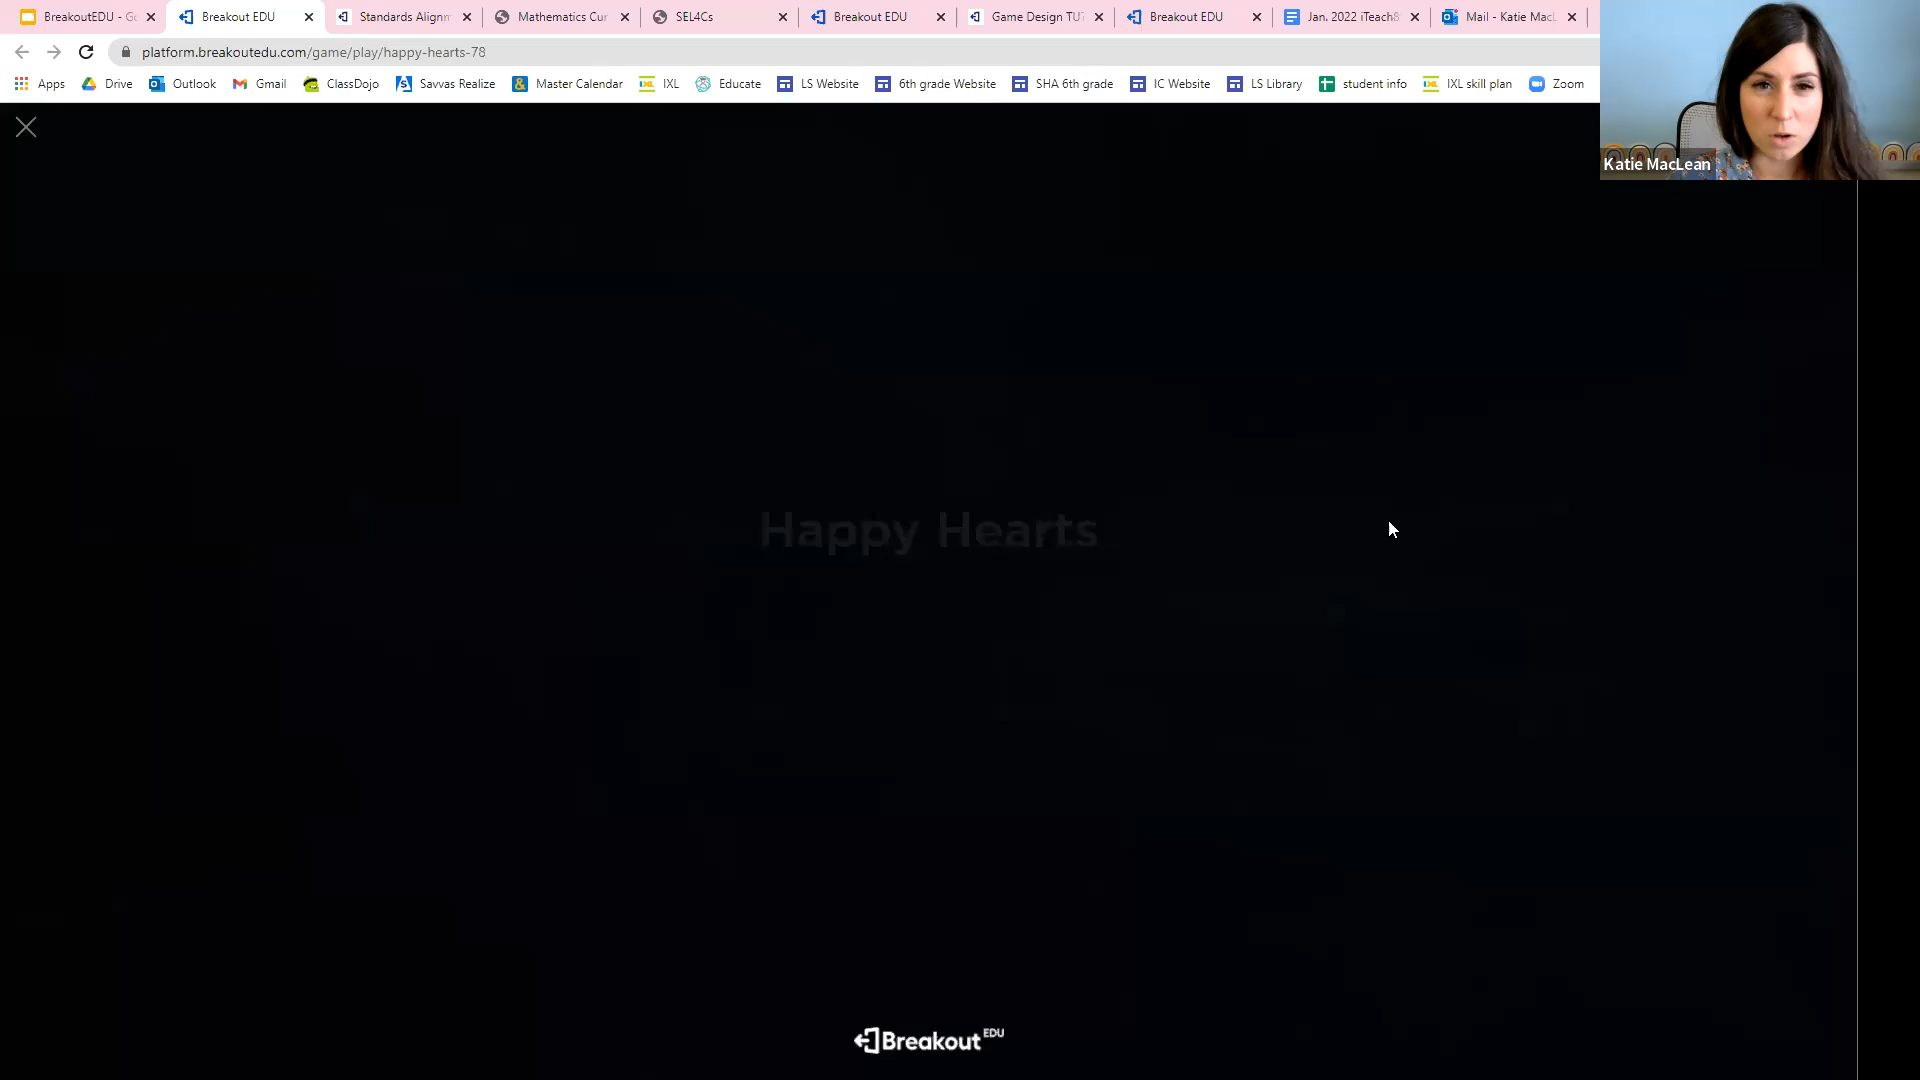 BreakoutEDU - Go
Breakout EDU
Standards Alignm
Mathematics Cur
SEL4Cs
Breakout EDU
Game Design TUT
Breakout EDU
Jan. 2022 iTeach8
Mail - Katie MacL
platform.breakoutedu.com/game/play/happy-hearts-78
Apps
Drive
Outlook
Gmail
ClassDojo
Savvas Realize
Master Calendar
IXL
Educate
LS Website
6th grade Website
SHA 6th grade
IC Website
LS Library
student info
IXL skill plan
Zoom
Katie MacLean
Happy Hearts
Breakout EDU